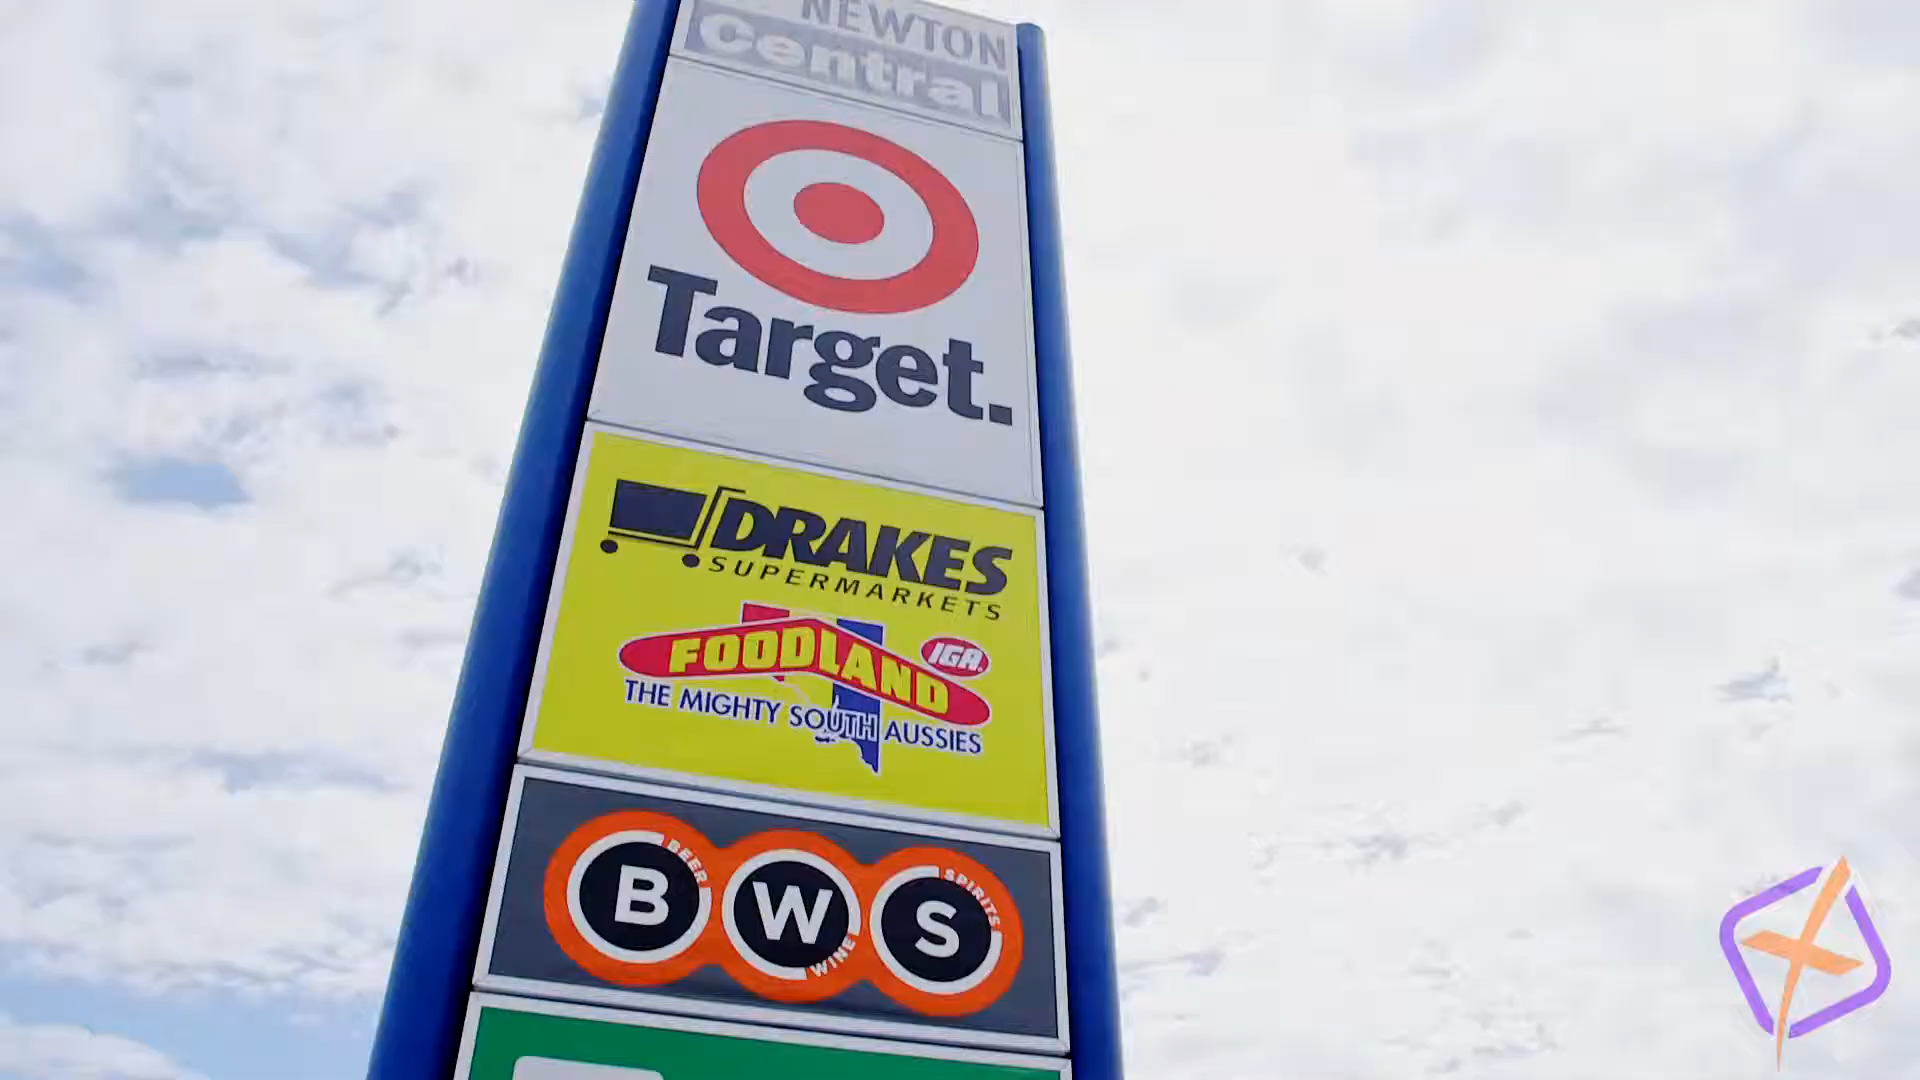 NEWTON
Central
Target.
DRAKES
SUPERMARKETS
FOODLAND
IGA
THE MIGHTY SOUTH AUSSIES
B W S
BEER
WINE
SPIRITS